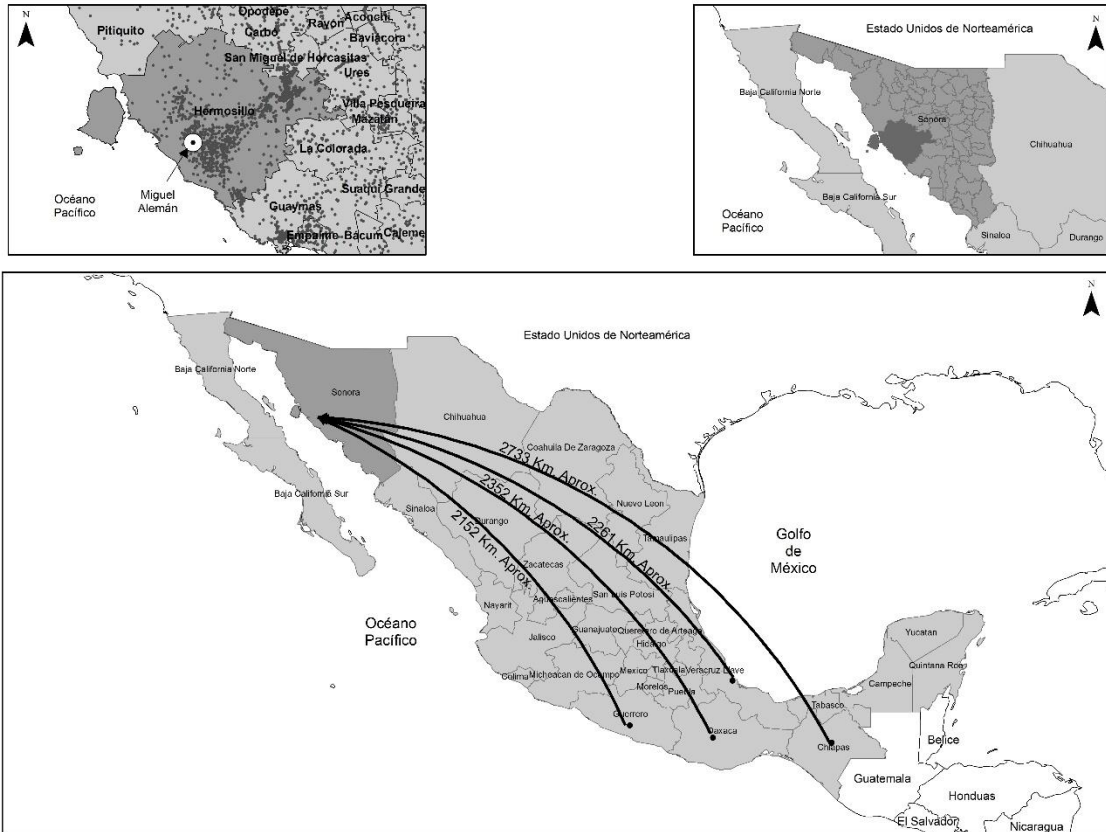 N
Pitiquito
Opodepe
Carbó
Rayón
Aconchi
Baviácora
San Miguel de Horcasitas
Ures
Hermosillo
Villa Pesqueira
Mazatán
La Colorada
Suaqui Grande
Océano
Pacífico
Miguel
Alemán
Guaymas
Empalme
Bácum
Cajeme
N
Estado Unidos de Norteamérica
Baja California Norte
Sonora
Chihuahua
Baja California Sur
Océano
Pacífico
Sinaloa
Durango
N
Estado Unidos de Norteamérica
Baja California Norte
Sonora
Chihuahua
Coahuila De Zaragoza
2733 Km. Aprox.
2352 Km. Aprox.
2261 Km. Aprox.
2152 Km. Aprox.
Baja California Sur
Sinaloa
Durango
Nuevo Leon
Tamaulipas
Golfo
de
México
Zacatecas
Aguascalientes
San Luis Potosi
Nayarit
Océano
Pacífico
Jalisco
Guanajuato
Queretero de Arteaga
Hidalgo
Yucatan
Quintana Roo
Campeche
Colima
Michoacan de Ocampo
Mexico
Tlaxcala
Veracruz Llave
Morelos
Puebla
Tabasco
Guerrero
Oaxaca
Chiapas
Belice
Guatemala
Honduas
El Salvador
Nicaragua